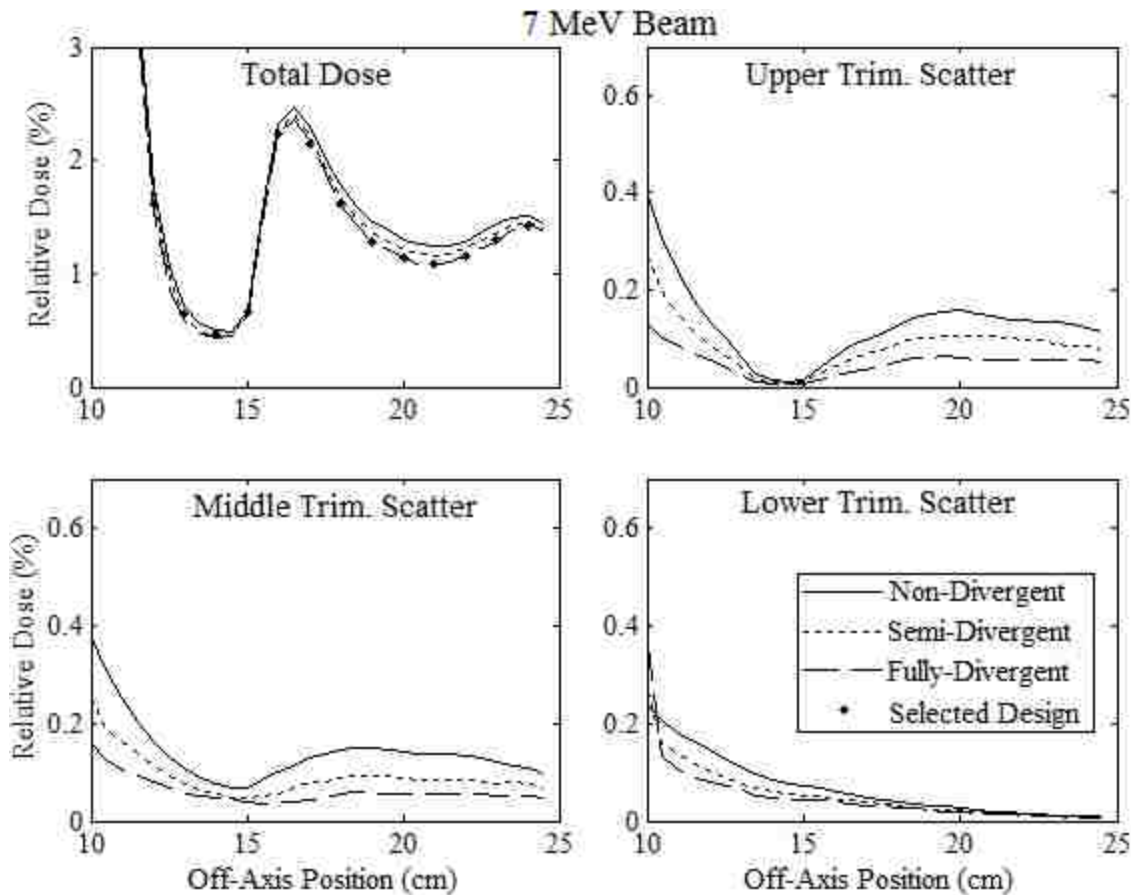 7 MeV Beam
Total Dose
Upper Trim. Scatter
Relative Dose (%)
3
2
1
0
10
15
20
25
0.6
0.4
0.2
0
10
15
20
25
Middle Trim. Scatter
Lower Trim. Scatter
Relative Dose (%)
0.6
0.4
0.2
0
10
15
20
25
Off-Axis Position (cm)
0.6
0.4
0.2
0
10
15
20
25
Off-Axis Position (cm)
Non-Divergent
Semi-Divergent
Fully-Divergent
Selected Design